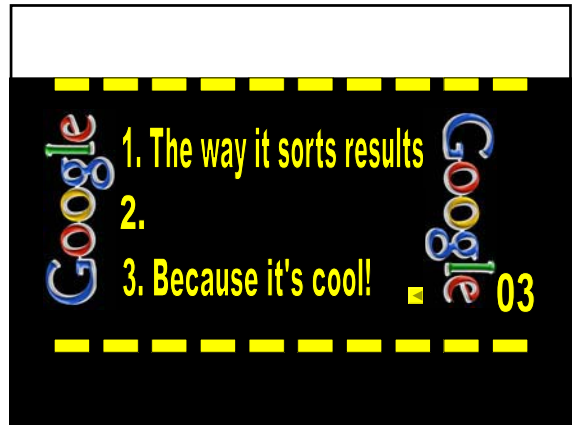 Google
1. The way it sorts results
2.
3. Because it's cool!
Google
03